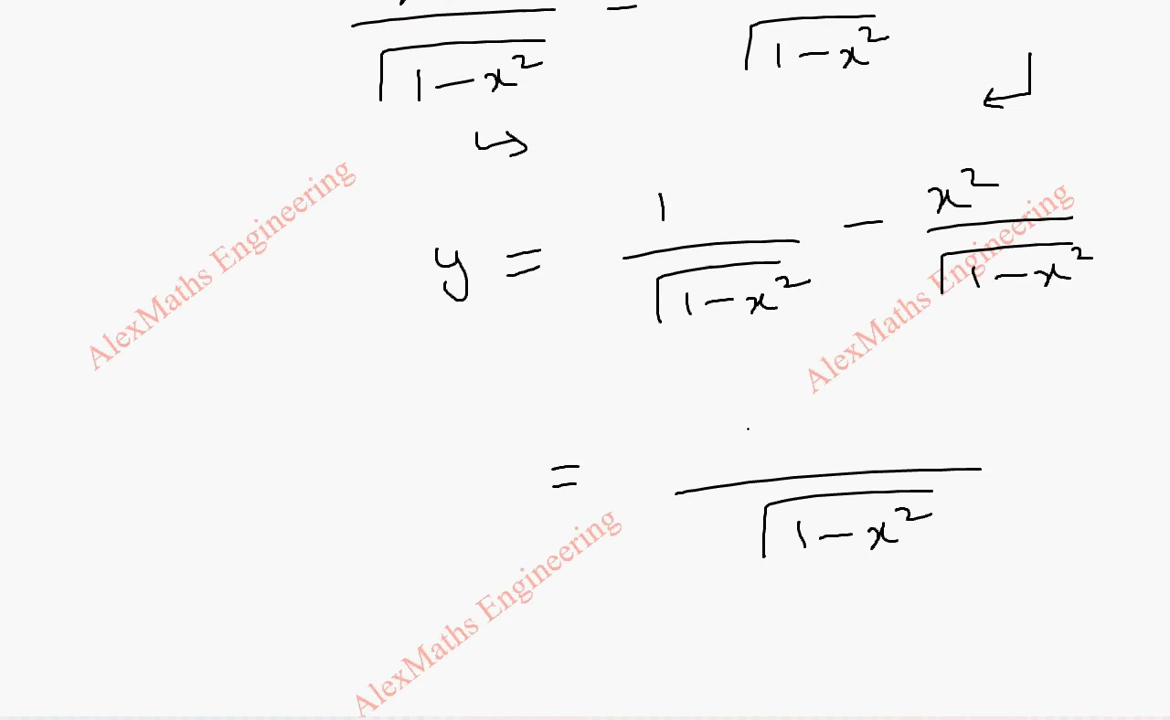 √(1-x²) = √(1-x²)
y = 1/√(1-x²) - x²/√(1-x²)
= /√(1-x²)
AlexMaths Engineering
AlexMaths Engineering
AlexMaths Engineering